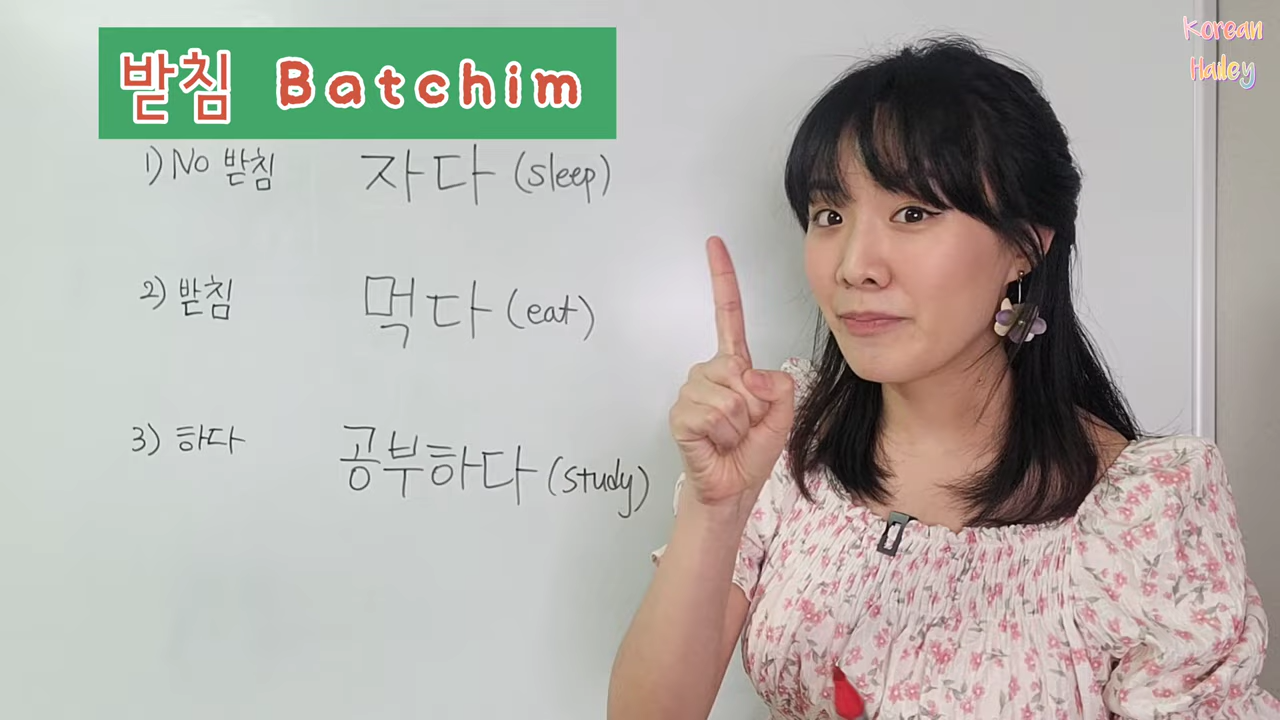 받침 Batchim
Korean
Hailey
1) No 받침 자다 (sleep)
2) 받침 먹다 (eat)
3) 하다 공부하다 (study)